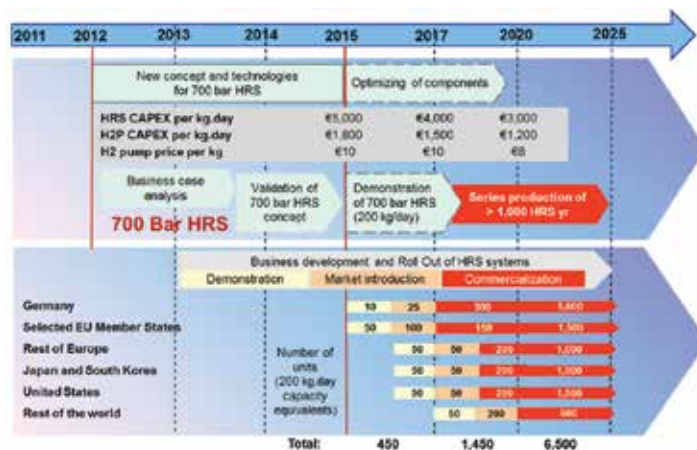 2011 2012 2013 2014 2015 2017 2020 2025
New concept and technologies
for 700 bar HRS
Optimizing of components
HRS CAPEX per kg.day €5,000 €4,000 €3,000
H2P CAPEX per kg.day €1,500 €1,200
H2 pump price per kg €10 €10 €8
Business case
analysis
Validation of
700 bar HRS
concept
Demonstration
of 700 bar HRS
(200 kg/day)
Series production of
> 1,000 HRS yr
700 Bar HRS
Business development and Roll Out of HRS systems
Demonstration Market introduction Commercialization
Germany 10 25
Selected EU Member States 50 100 150
Rest of Europe 50 50 200 1,000
Japan and South Korea 50 50 200
United States 50 50 200
Rest of the world 50 200
Number of
units
(200 kg.day
capacity
equivalents)
Total: 450 1,450 6,500